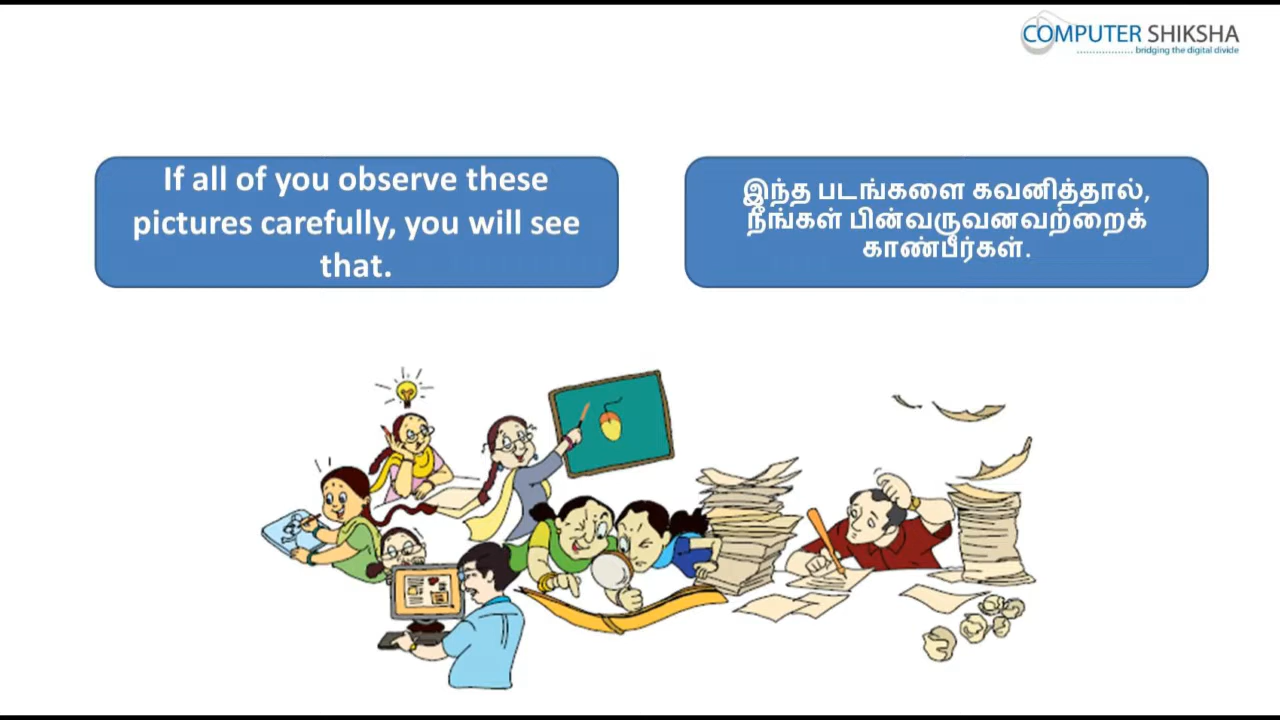 COMPUTER SHIKSHA
bridging the digital divide
If all of you observe these
pictures carefully, you will see
that.
இந்த படங்களை கவனித்தால்,
நீங்கள் பின்வருவனவற்றைக்
காண்பீர்கள்.